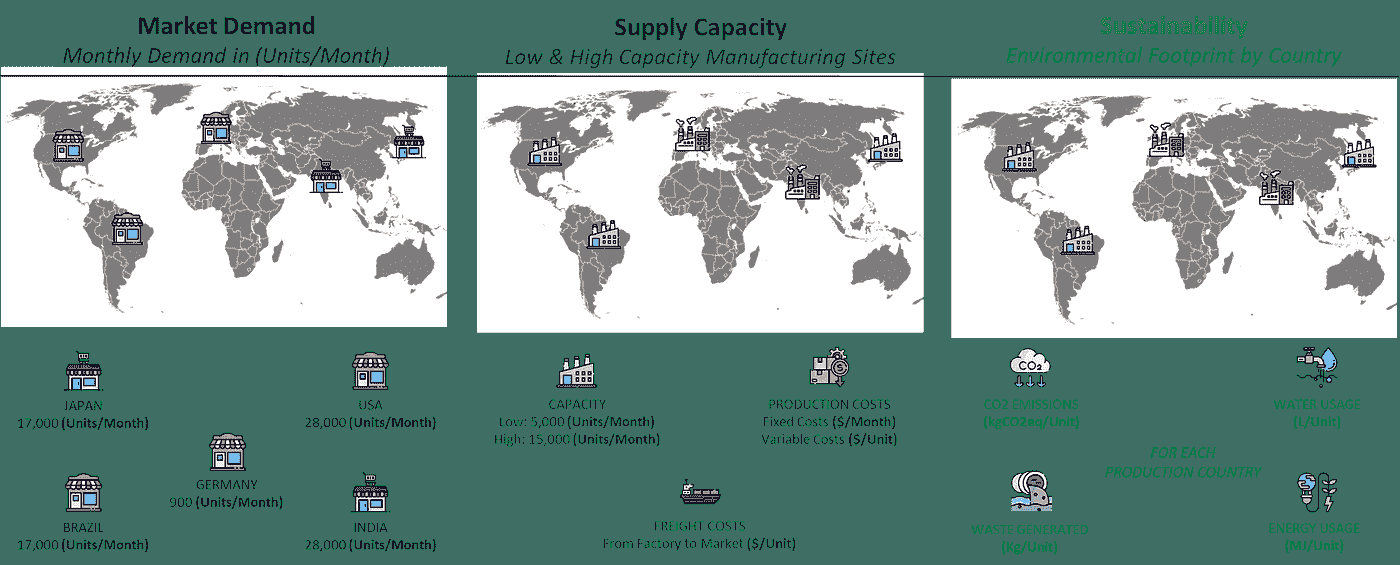 Market Demand
Monthly Demand in (Units/Month)
JAPAN
17,000 (Units/Month)
USA
28,000 (Units/Month)
GERMANY
900 (Units/Month)
BRAZIL
17,000 (Units/Month)
INDIA
28,000 (Units/Month)
Supply Capacity
Low & High Capacity Manufacturing Sites
CAPACITY
Low: 5,000 (Units/Month)
High: 15,000 (Units/Month)
PRODUCTION COSTS
Fixed Costs ($/Month)
Variable Costs ($/Unit)
FREIGHT COSTS
From Factory to Market ($/Unit)
Sustainability
Environmental Footprint by Country
CO2
CO2 EMISSIONS
(kgCO2eq/Unit)
WATER USAGE
(L/Unit)
FOR EACH
PRODUCTION COUNTRY
WASTE GENERATED
(Kg/Unit)
ENERGY USAGE
(MJ/Unit)